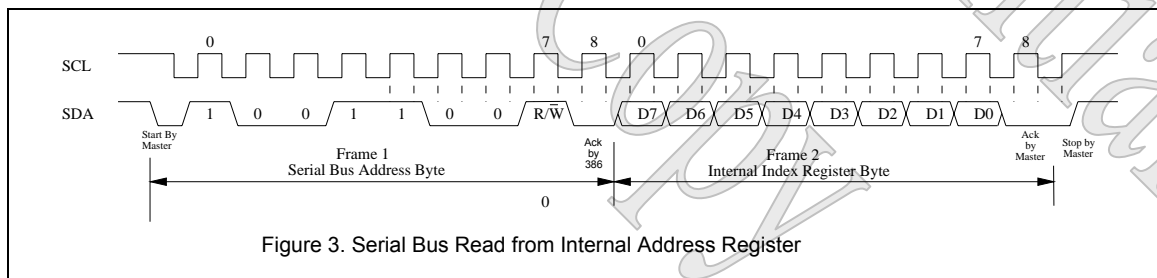 0 7 8 0 7 8
SCL
SDA 1 0 0 1 1 0 0 R/W̅ D7 D6 D5 D4 D3 D2 D1 D0
Start By
Master
Ack
by
386
Ack
by
Master
Stop by
Master
Frame 1
Serial Bus Address Byte
Frame 2
Internal Index Register Byte
0
Figure 3. Serial Bus Read from Internal Address Register
Copy